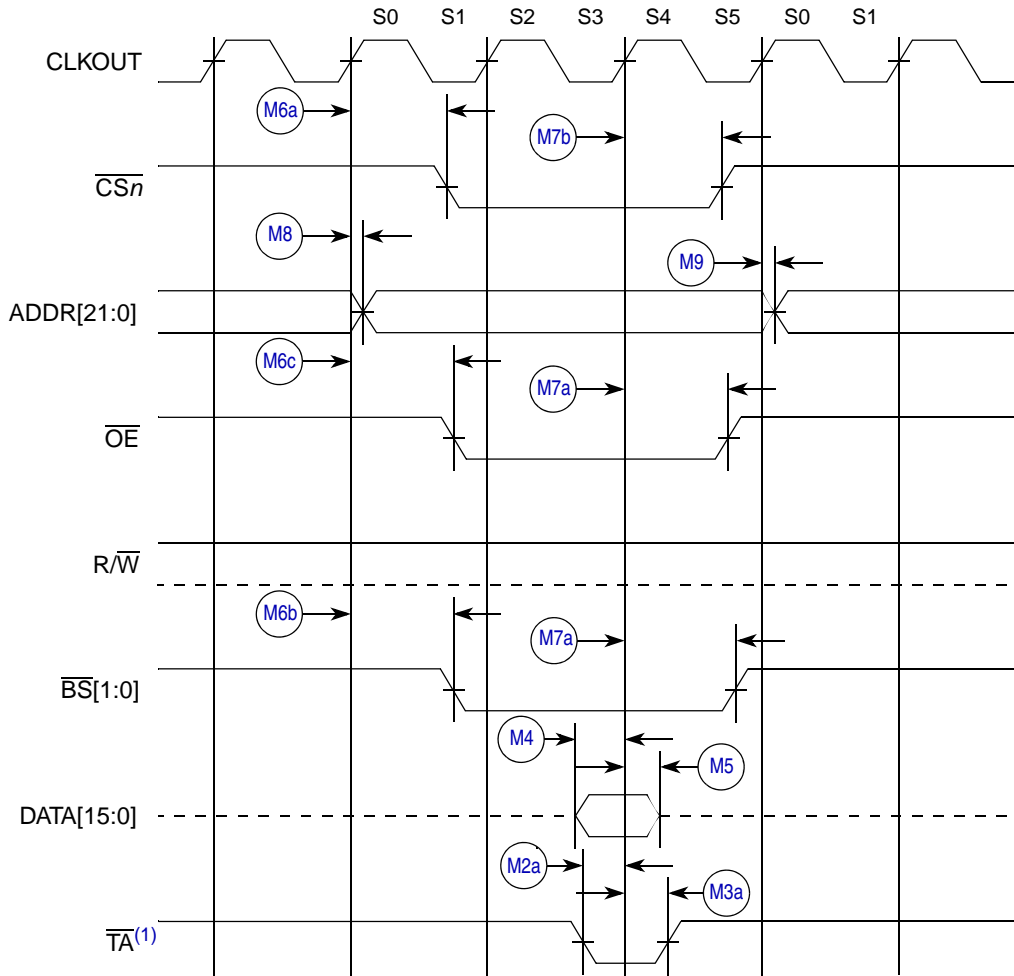 S0 S1 S2 S3 S4 S5 S0 S1
CLKOUT
M6a
M7b
CSn
M8
M9
ADDR[21:0]
M6c
M7a
OE
R/W
M6b
M7a
BS[1:0]
M4
M5
DATA[15:0]
M2a
M3a
TA(1)